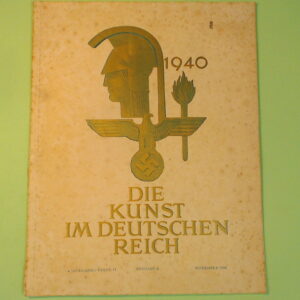 1940
DIE
KUNST
IM DEUTSCHEN
REICH